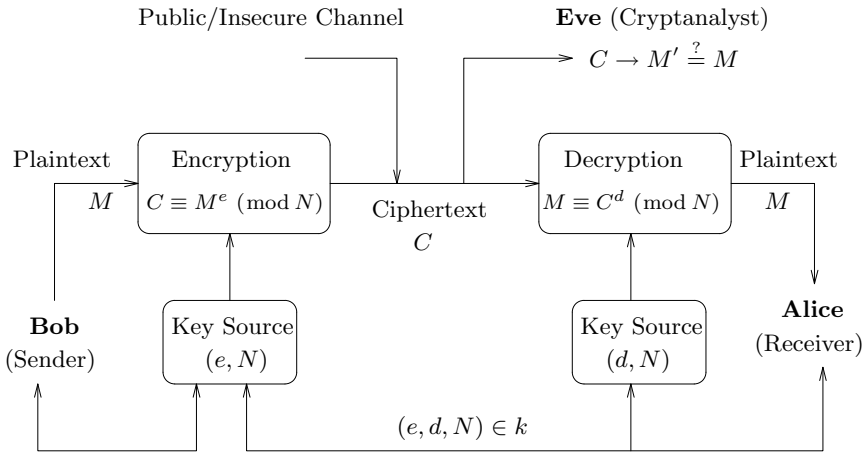 Public/Insecure Channel
Eve (Cryptanalyst)
C → M′ ≟ M
Plaintext
M
Encryption
C ≡ M^e (mod N)
Ciphertext
C
Decryption
M ≡ C^d (mod N)
Plaintext
M
Bob
(Sender)
Key Source
(e, N)
Key Source
(d, N)
Alice
(Receiver)
(e, d, N) ∈ k